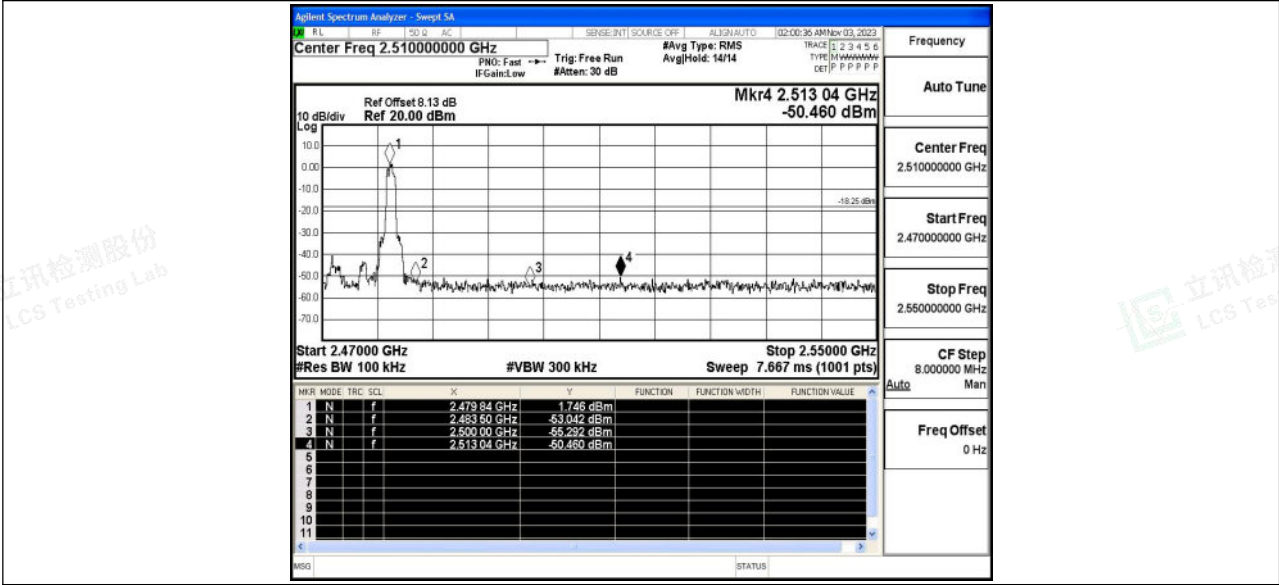 Agilent Spectrum Analyzer - Swept SA
RL RF 50 Ω AC SENSE:INT SOURCE OFF ALIGNAUTO 02:00:36 AM Nov 03, 2023
Center Freq 2.510000000 GHz
PNO: Fast
IFGain:Low
Trig: Free Run
#Atten: 30 dB
#Avg Type: RMS
Avg|Hold: 14/14
TRACE 1 2 3 4 5 6
TYPE M W W W W W
DET P P P P P P
Mkr4 2.513 04 GHz
-50.460 dBm
Ref Offset 8.13 dB
10 dB/div Ref 20.00 dBm
Log
10.0
0.00
-10.0
-20.0
-30.0
-40.0
-50.0
-60.0
-70.0
1
2
3
4
-18.25 dBm
Start 2.47000 GHz Stop 2.55000 GHz
#Res BW 100 kHz #VBW 300 kHz Sweep 7.667 ms (1001 pts)
MKR MODE TRC SCL X Y FUNCTION FUNCTION WIDTH FUNCTION VALUE
1 N f 2.479 84 GHz 1.746 dBm
2 N f 2.483 50 GHz -53.042 dBm
3 N f 2.500 00 GHz -55.292 dBm
4 N f 2.513 04 GHz -50.460 dBm
5
6
7
8
9
10
11
MSG STATUS
Frequency
Auto Tune
Center Freq
2.510000000 GHz
Start Freq
2.470000000 GHz
Stop Freq
2.550000000 GHz
CF Step
8.000000 MHz
Auto Man
Freq Offset
0 Hz
立讯检测股份
LCS Testing Lab
立讯检
LCS Tes